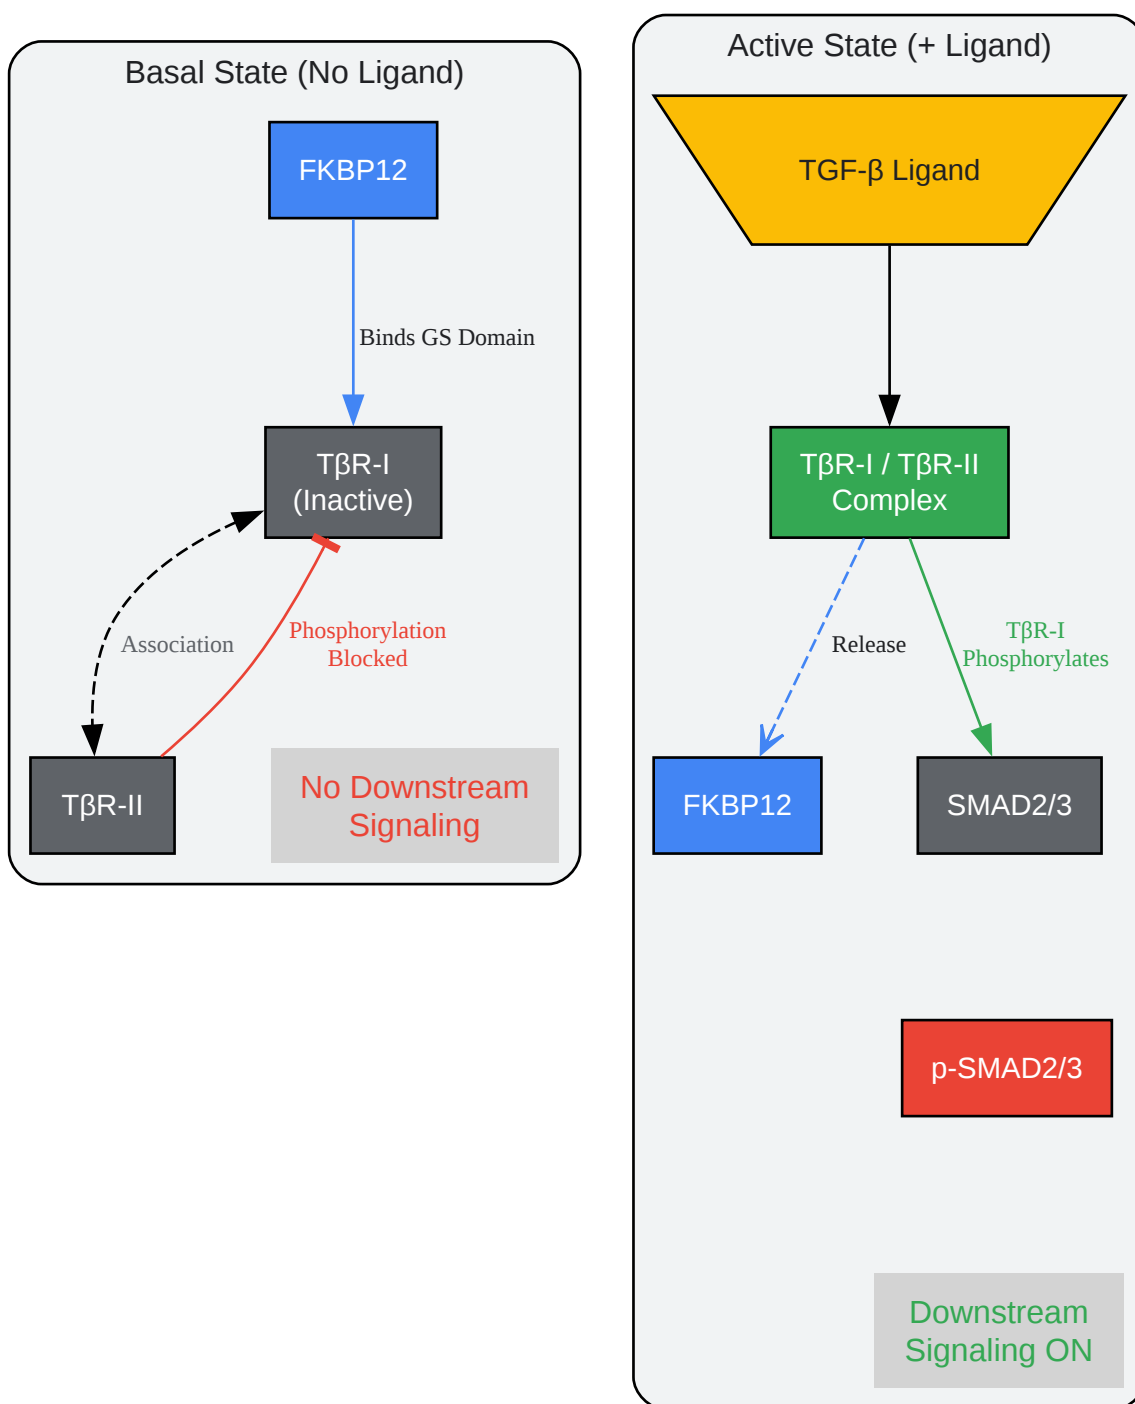 Basal State (No Ligand)
FKBP12
Binds GS Domain
TβR-I
(Inactive)
Association
Phosphorylation
Blocked
TβR-II
No Downstream
Signaling
Active State (+ Ligand)
TGF-β Ligand
TβR-I / TβR-II
Complex
Release
TβR-I
Phosphorylates
FKBP12
SMAD2/3
p-SMAD2/3
Downstream
Signaling ON